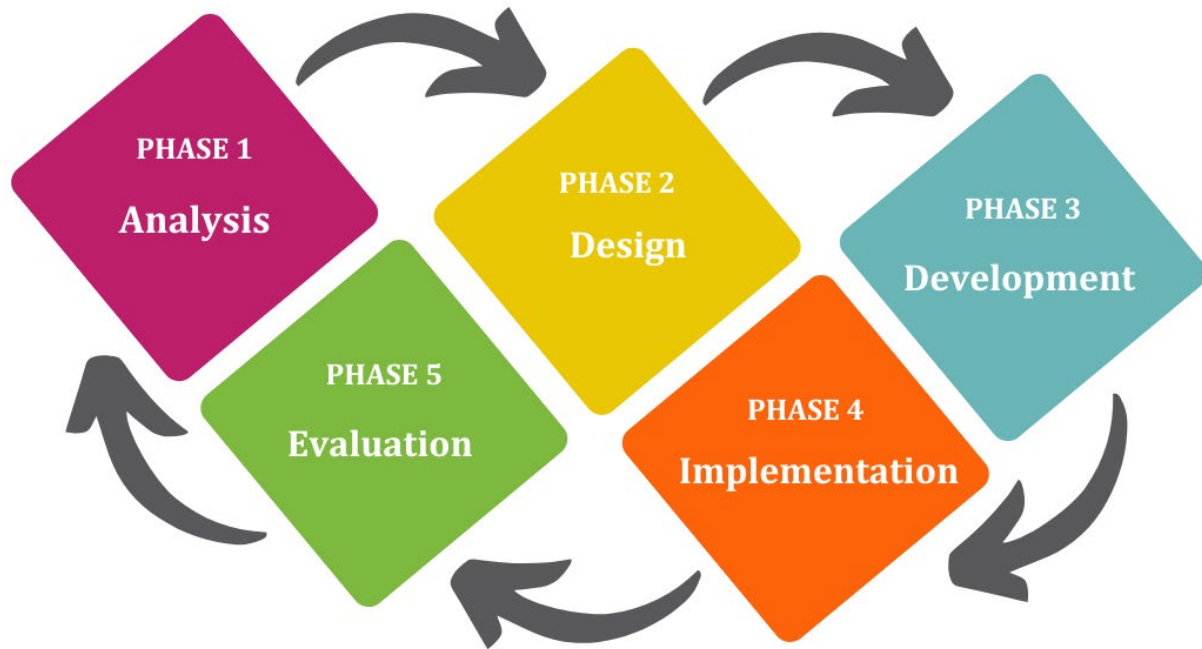 PHASE 1
Analysis
PHASE 2
Design
PHASE 3
Development
PHASE 4
Implementation
PHASE 5
Evaluation